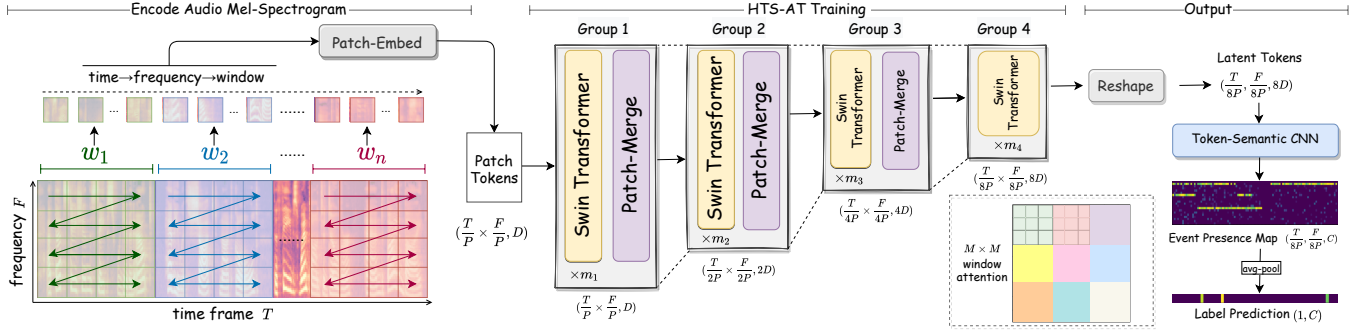 Encode Audio Mel-Spectrogram
Patch-Embed
time→frequency→window
... ... ... ...... ...
w₁ w₂ ...... wₙ
frequency F
......
time frame T
Patch
Tokens
(T/P × F/P, D)
HTS-AT Training
Group 1
Swin Transformer
Patch-Merge
×m₁
(T/P × F/P, D)
Group 2
Swin Transformer
Patch-Merge
×m₂
(T/2P × F/2P, 2D)
Group 3
Swin
Transformer
Patch-Merge
×m₃
(T/4P × F/4P, 4D)
Group 4
Swin
Transformer
×m₄
(T/8P × F/8P, 8D)
M × M
window
attention
Output
Reshape
Latent Tokens
(T/8P, F/8P, 8D)
Token-Semantic CNN
Event Presence Map (T/8P, F/8P, C)
avg-pool
Label Prediction (1, C)